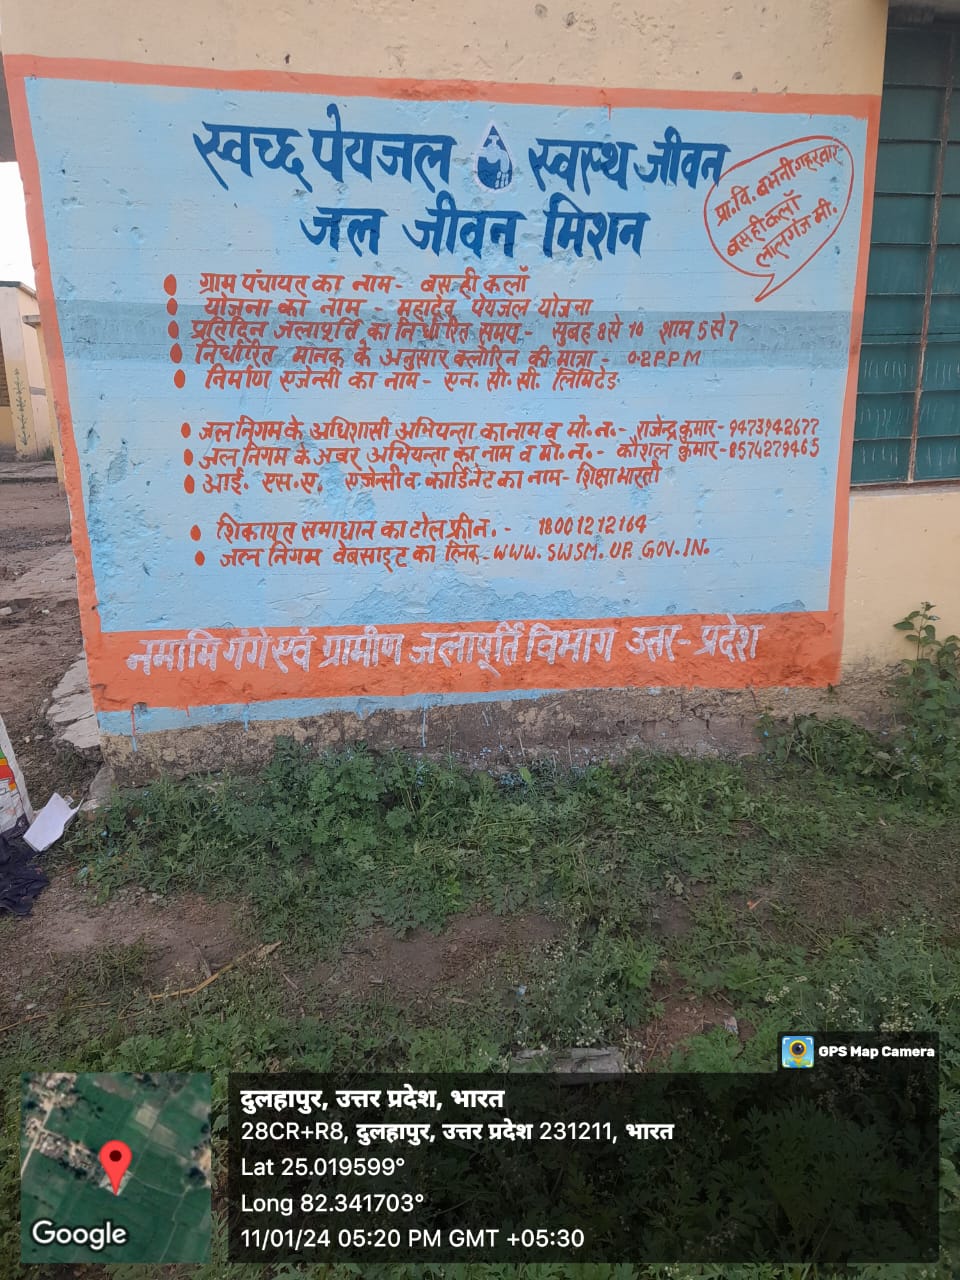 स्वच्छ पेयजल स्वस्थ जीवन
जल जीवन मिशन
प्रा.वि. बभनी गहरवार
बसही कलाँ
लालगंज मी.
ग्राम पंचायत का नाम- बसही कलाँ
योजना का नाम - महादेव पेयजल योजना
प्रतिदिन जलापूर्ति का निर्धारित समय- सुबह 8 से 10 शाम 5 से 7
निर्धारित मानक के अनुसार क्लोरिन की मात्रा- 0.2 P P M
निर्माण एजेन्सी का नाम- एन. सी. सी. लिमिटेड
जल निगम के अधिशासी अभियन्ता का नाम व मो.न.- राजेन्द्र कुमार- 9473942677
जल निगम के अवर अभियन्ता का नाम व मो.न.- कौशल कुमार-8574279465
आई. एस.ए. एजेन्सी व कार्डिनेट का नाम- शिक्षा भारती
शिकायत समाधान का टोल फ्री न. - 18001212164
जल निगम वेबसाइट का लिंक-WWW. SWSM. UP. GOV. IN.
नमामि गंगे एवं ग्रामीण जलापूर्ति विभाग उत्तर-प्रदेश
GPS Map Camera
दुलहापुर, उत्तर प्रदेश, भारत
28CR+R8, दुलहापुर, उत्तर प्रदेश 231211, भारत
Lat 25.019599°
Long 82.341703°
11/01/24 05:20 PM GMT +05:30
Google